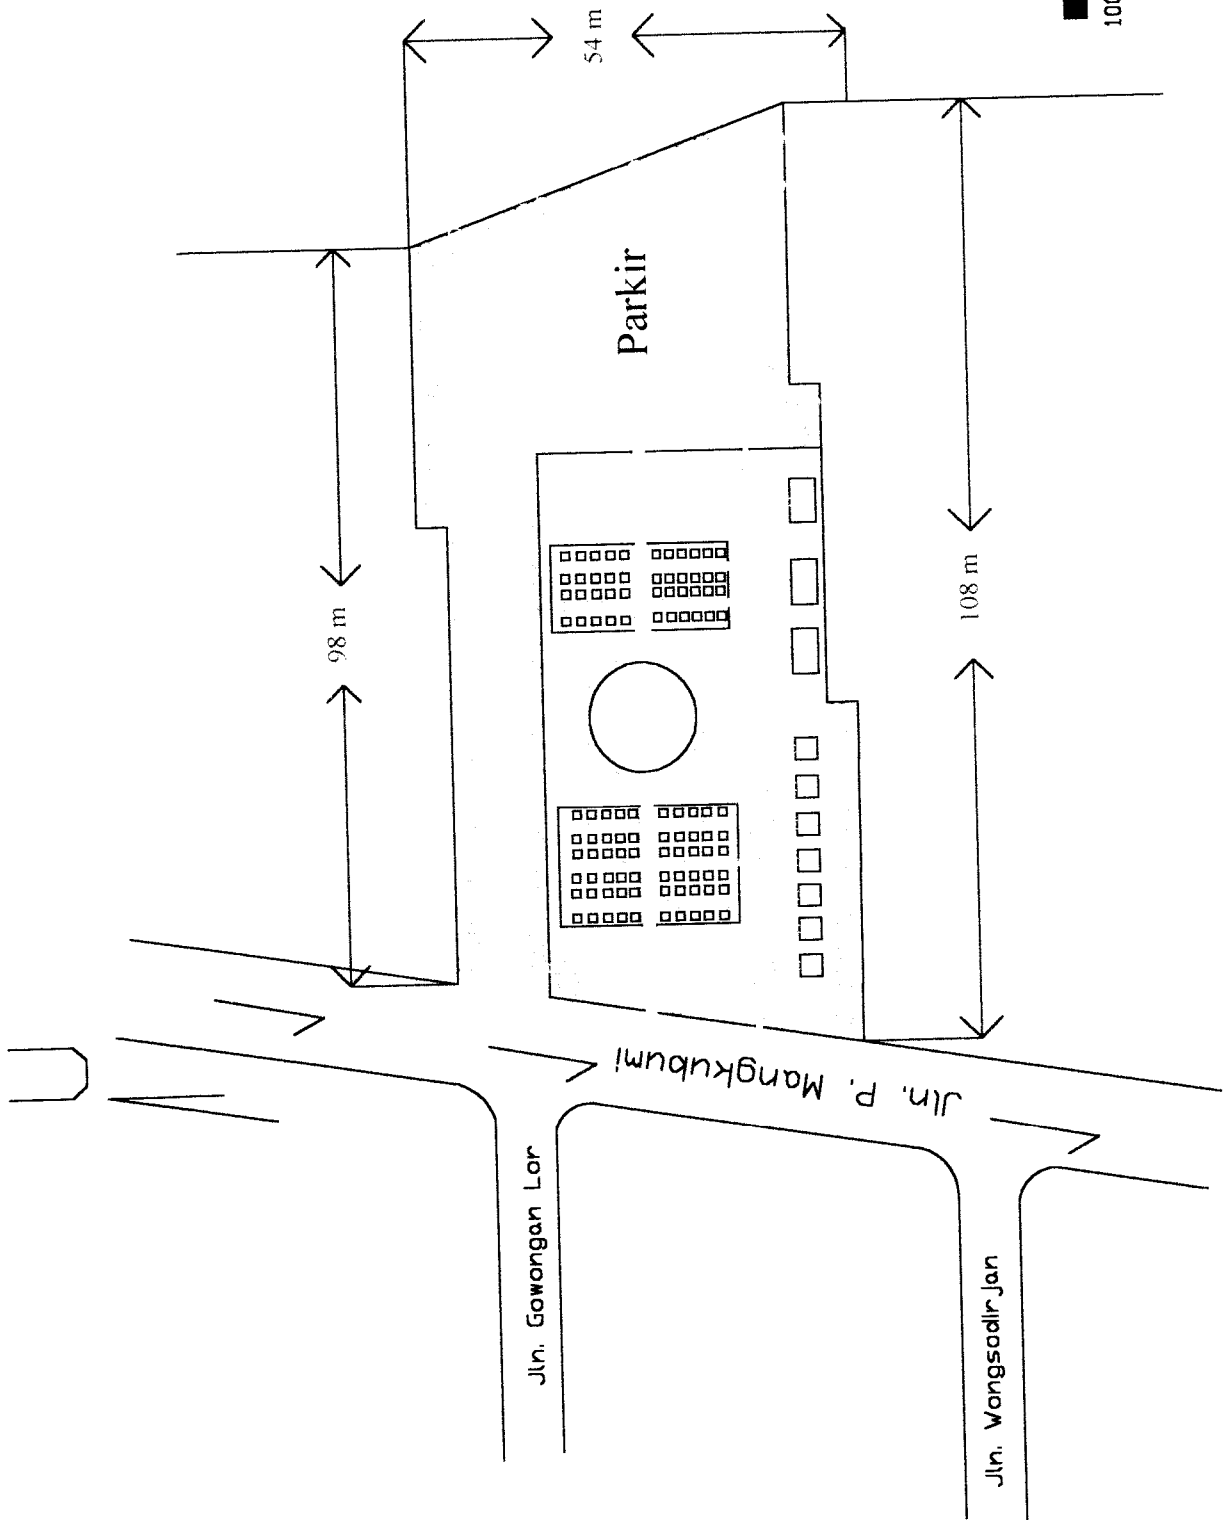 54 m
Parkir
98 m
108 m
Jln. P. Mangkubumi
Jln. Gowongan Lor
Jln. Wongsodirjan